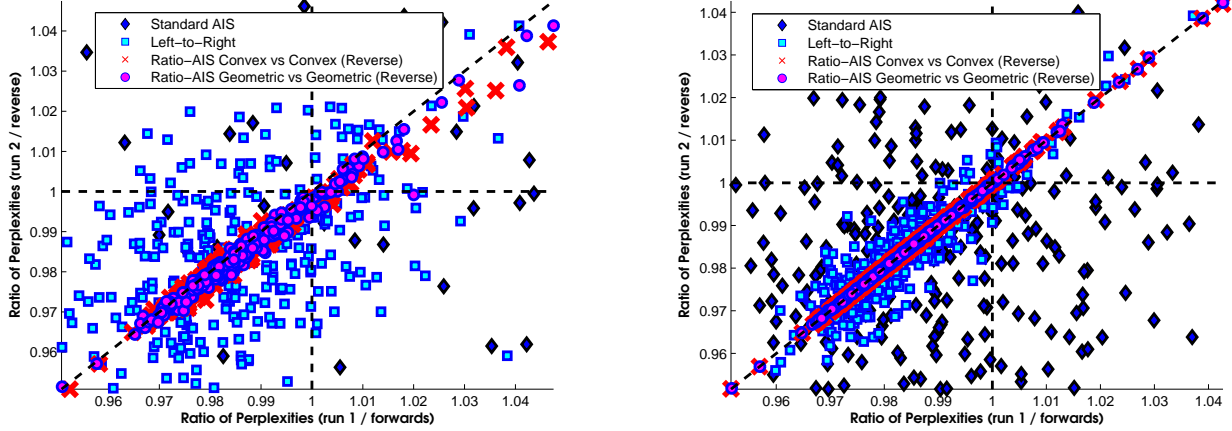 Ratio of Perplexities (run 2 / reverse)
1.04
1.03
1.02
1.01
1
0.99
0.98
0.97
0.96
Standard AIS
Left−to−Right
Ratio−AIS Convex vs Convex (Reverse)
Ratio−AIS Geometric vs Geometric (Reverse)
0.96 0.97 0.98 0.99 1 1.01 1.02 1.03 1.04
Ratio of Perplexities (run 1 / forwards)
Ratio of Perplexities (run 2 / reverse)
1.04
1.03
1.02
1.01
1
0.99
0.98
0.97
0.96
Standard AIS
Left−to−Right
Ratio−AIS Convex vs Convex (Reverse)
Ratio−AIS Geometric vs Geometric (Reverse)
0.96 0.97 0.98 0.99 1 1.01 1.02 1.03 1.04
Ratio of Perplexities (run 1 / forwards)